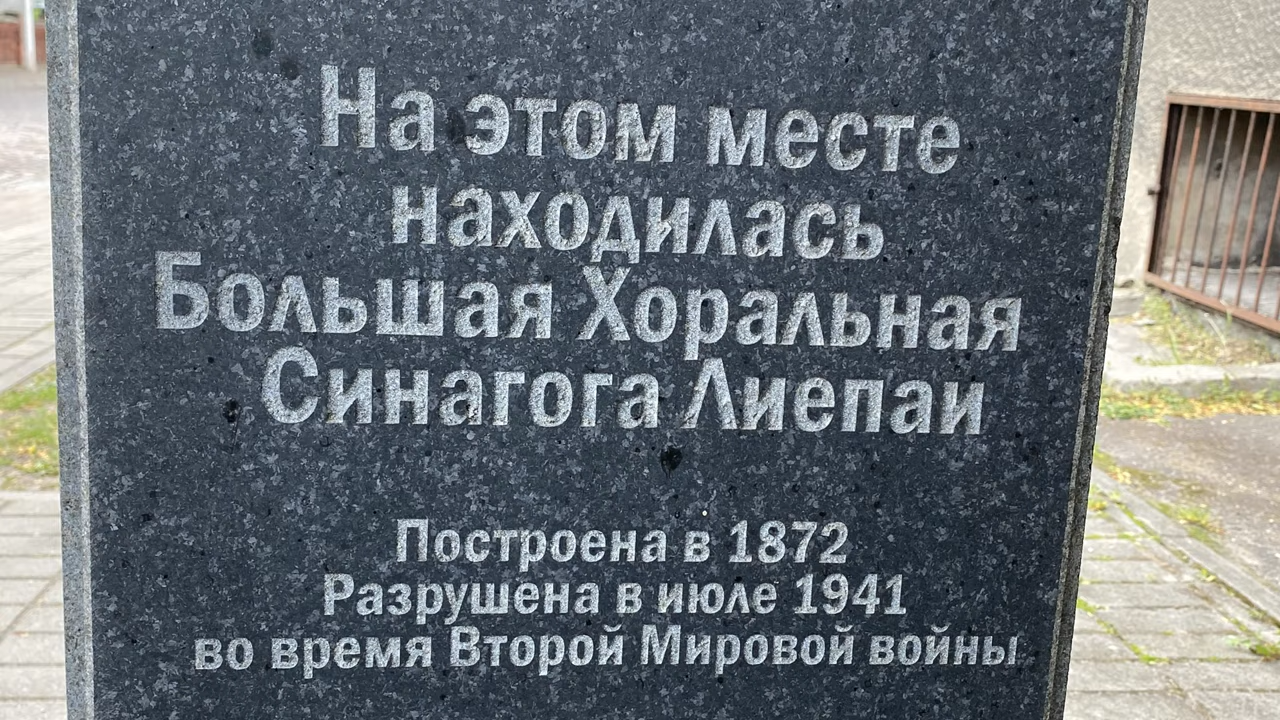 На этом месте
находилась
Большая Хоральная
Синагога Лиепаи
Построена в 1872
Разрушена в июле 1941
во время Второй Мировой войны